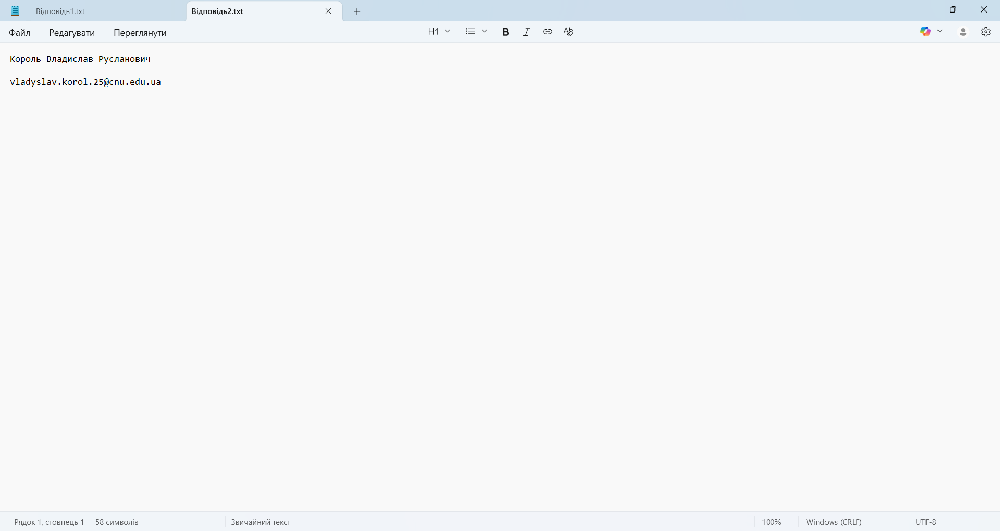 Відповідь1.txt
Відповідь2.txt
Файл Редагувати Переглянути H1 B I
Король Владислав Русланович
vladyslav.korol.25@cnu.edu.ua
Рядок 1, стовпець 1 58 символів Звичайний текст 100% Windows (CRLF) UTF-8